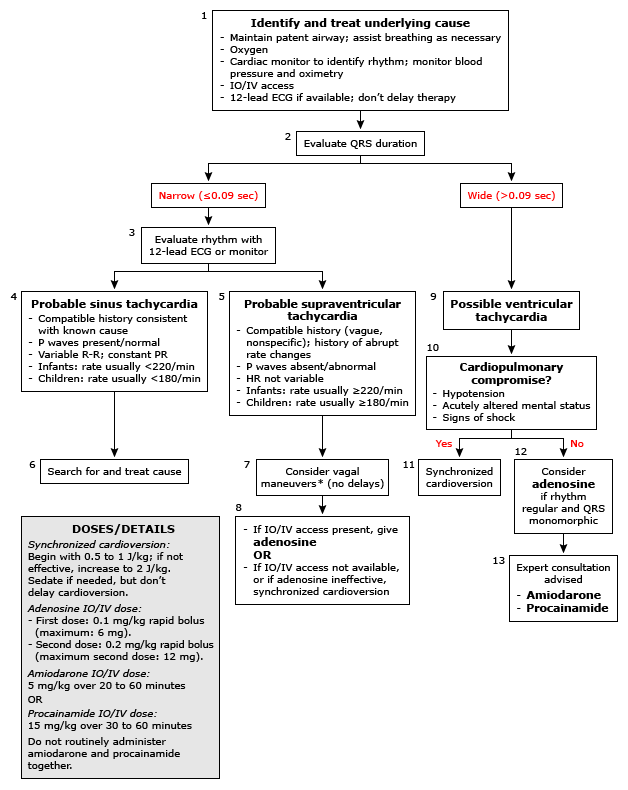 1
Identify and treat underlying cause
- Maintain patent airway; assist breathing as necessary
- Oxygen
- Cardiac monitor to identify rhythm; monitor blood
pressure and oximetry
- IO/IV access
- 12-lead ECG if available; don't delay therapy
2
Evaluate QRS duration
Narrow (≤0.09 sec)
Wide (>0.09 sec)
3
Evaluate rhythm with
12-lead ECG or monitor
4
Probable sinus tachycardia
- Compatible history consistent
with known cause
- P waves present/normal
- Variable R-R; constant PR
- Infants: rate usually <220/min
- Children: rate usually <180/min
5
Probable supraventricular
tachycardia
- Compatible history (vague,
nonspecific); history of abrupt
rate changes
- P waves absent/abnormal
- HR not variable
- Infants: rate usually ≥220/min
- Children: rate usually ≥180/min
9
Possible ventricular
tachycardia
10
Cardiopulmonary
compromise?
- Hypotension
- Acutely altered mental status
- Signs of shock
Yes
No
6
Search for and treat cause
7
Consider vagal
maneuvers* (no delays)
11
Synchronized
cardioversion
12
Consider
adenosine
if rhythm
regular and QRS
monomorphic
8
- If IO/IV access present, give
adenosine
OR
- If IO/IV access not available,
or if adenosine ineffective,
synchronized cardioversion
13
Expert consultation
advised
- Amiodarone
- Procainamide
DOSES/DETAILS
Synchronized cardioversion:
Begin with 0.5 to 1 J/kg; if not
effective, increase to 2 J/kg.
Sedate if needed, but don't
delay cardioversion.
Adenosine IO/IV dose:
- First dose: 0.1 mg/kg rapid bolus
(maximum: 6 mg).
- Second dose: 0.2 mg/kg rapid bolus
(maximum second dose: 12 mg).
Amiodarone IO/IV dose:
5 mg/kg over 20 to 60 minutes
OR
Procainamide IO/IV dose:
15 mg/kg over 30 to 60 minutes
Do not routinely administer
amiodarone and procainamide
together.